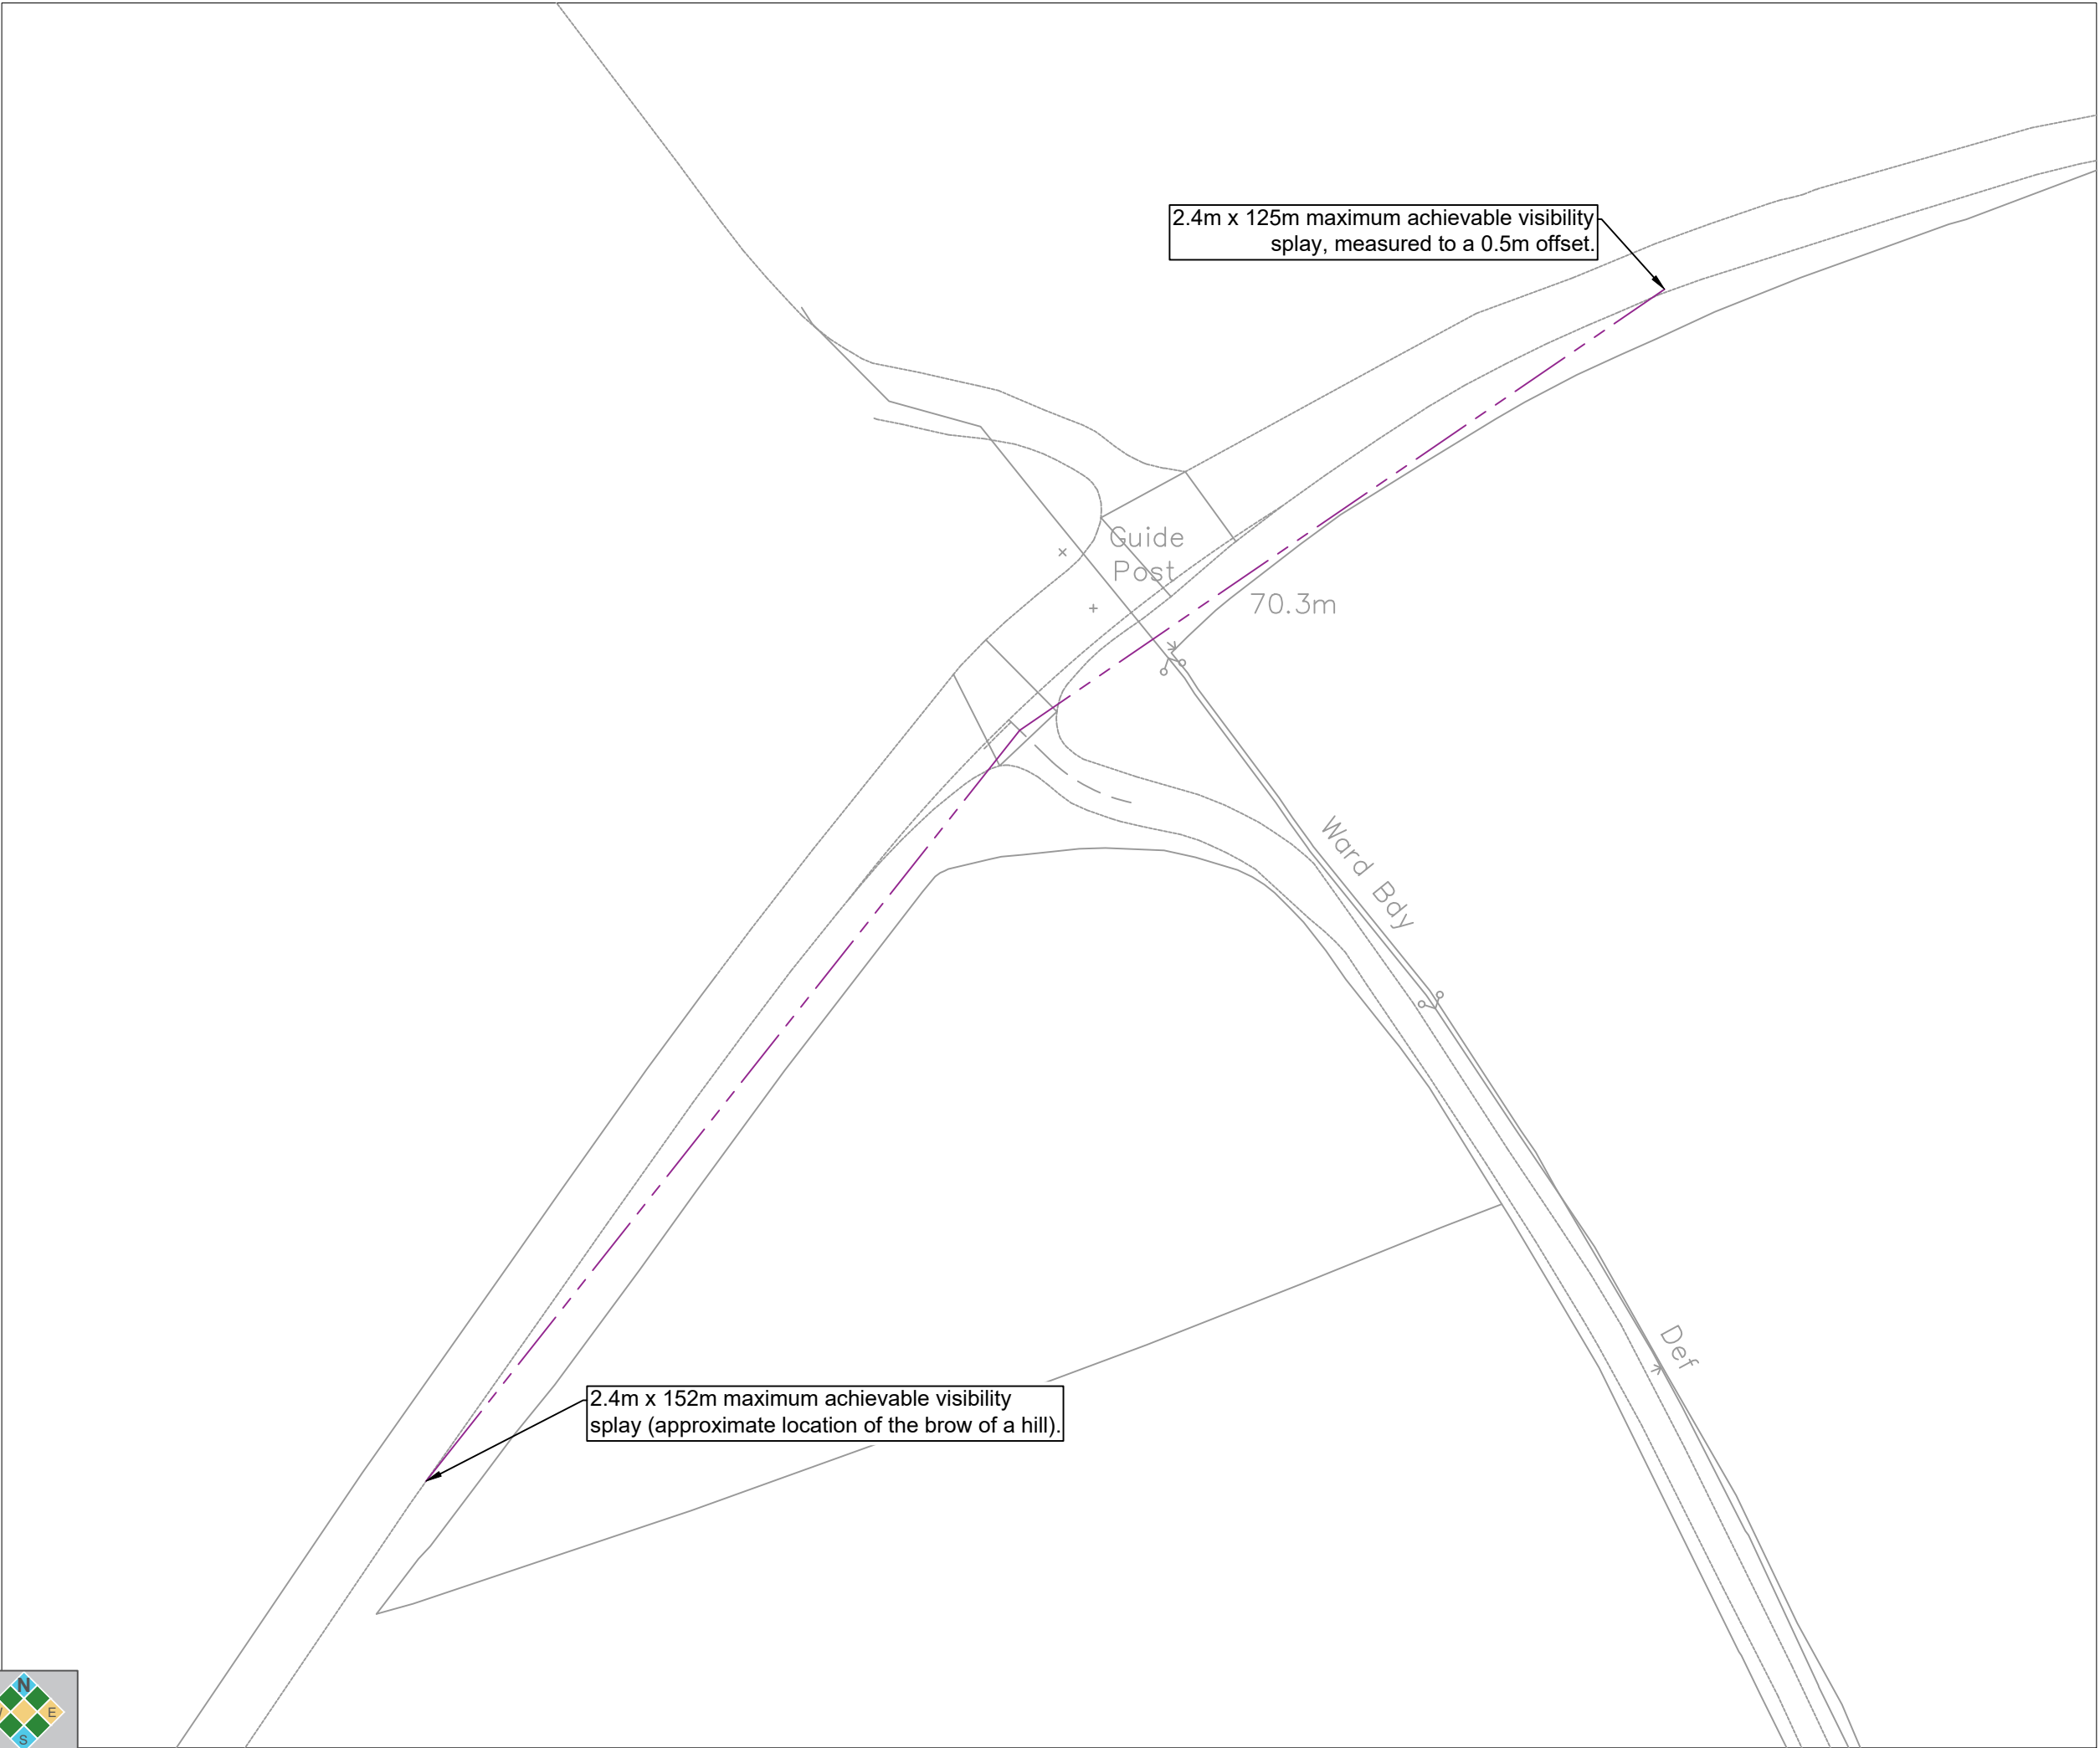 2.4m x 125m maximum achievable visibility
splay, measured to a 0.5m offset.
Guide
Post
70.3m
Ward Bdy
Def
2.4m x 152m maximum achievable visibility
splay (approximate location of the brow of a hill).
N
E
S